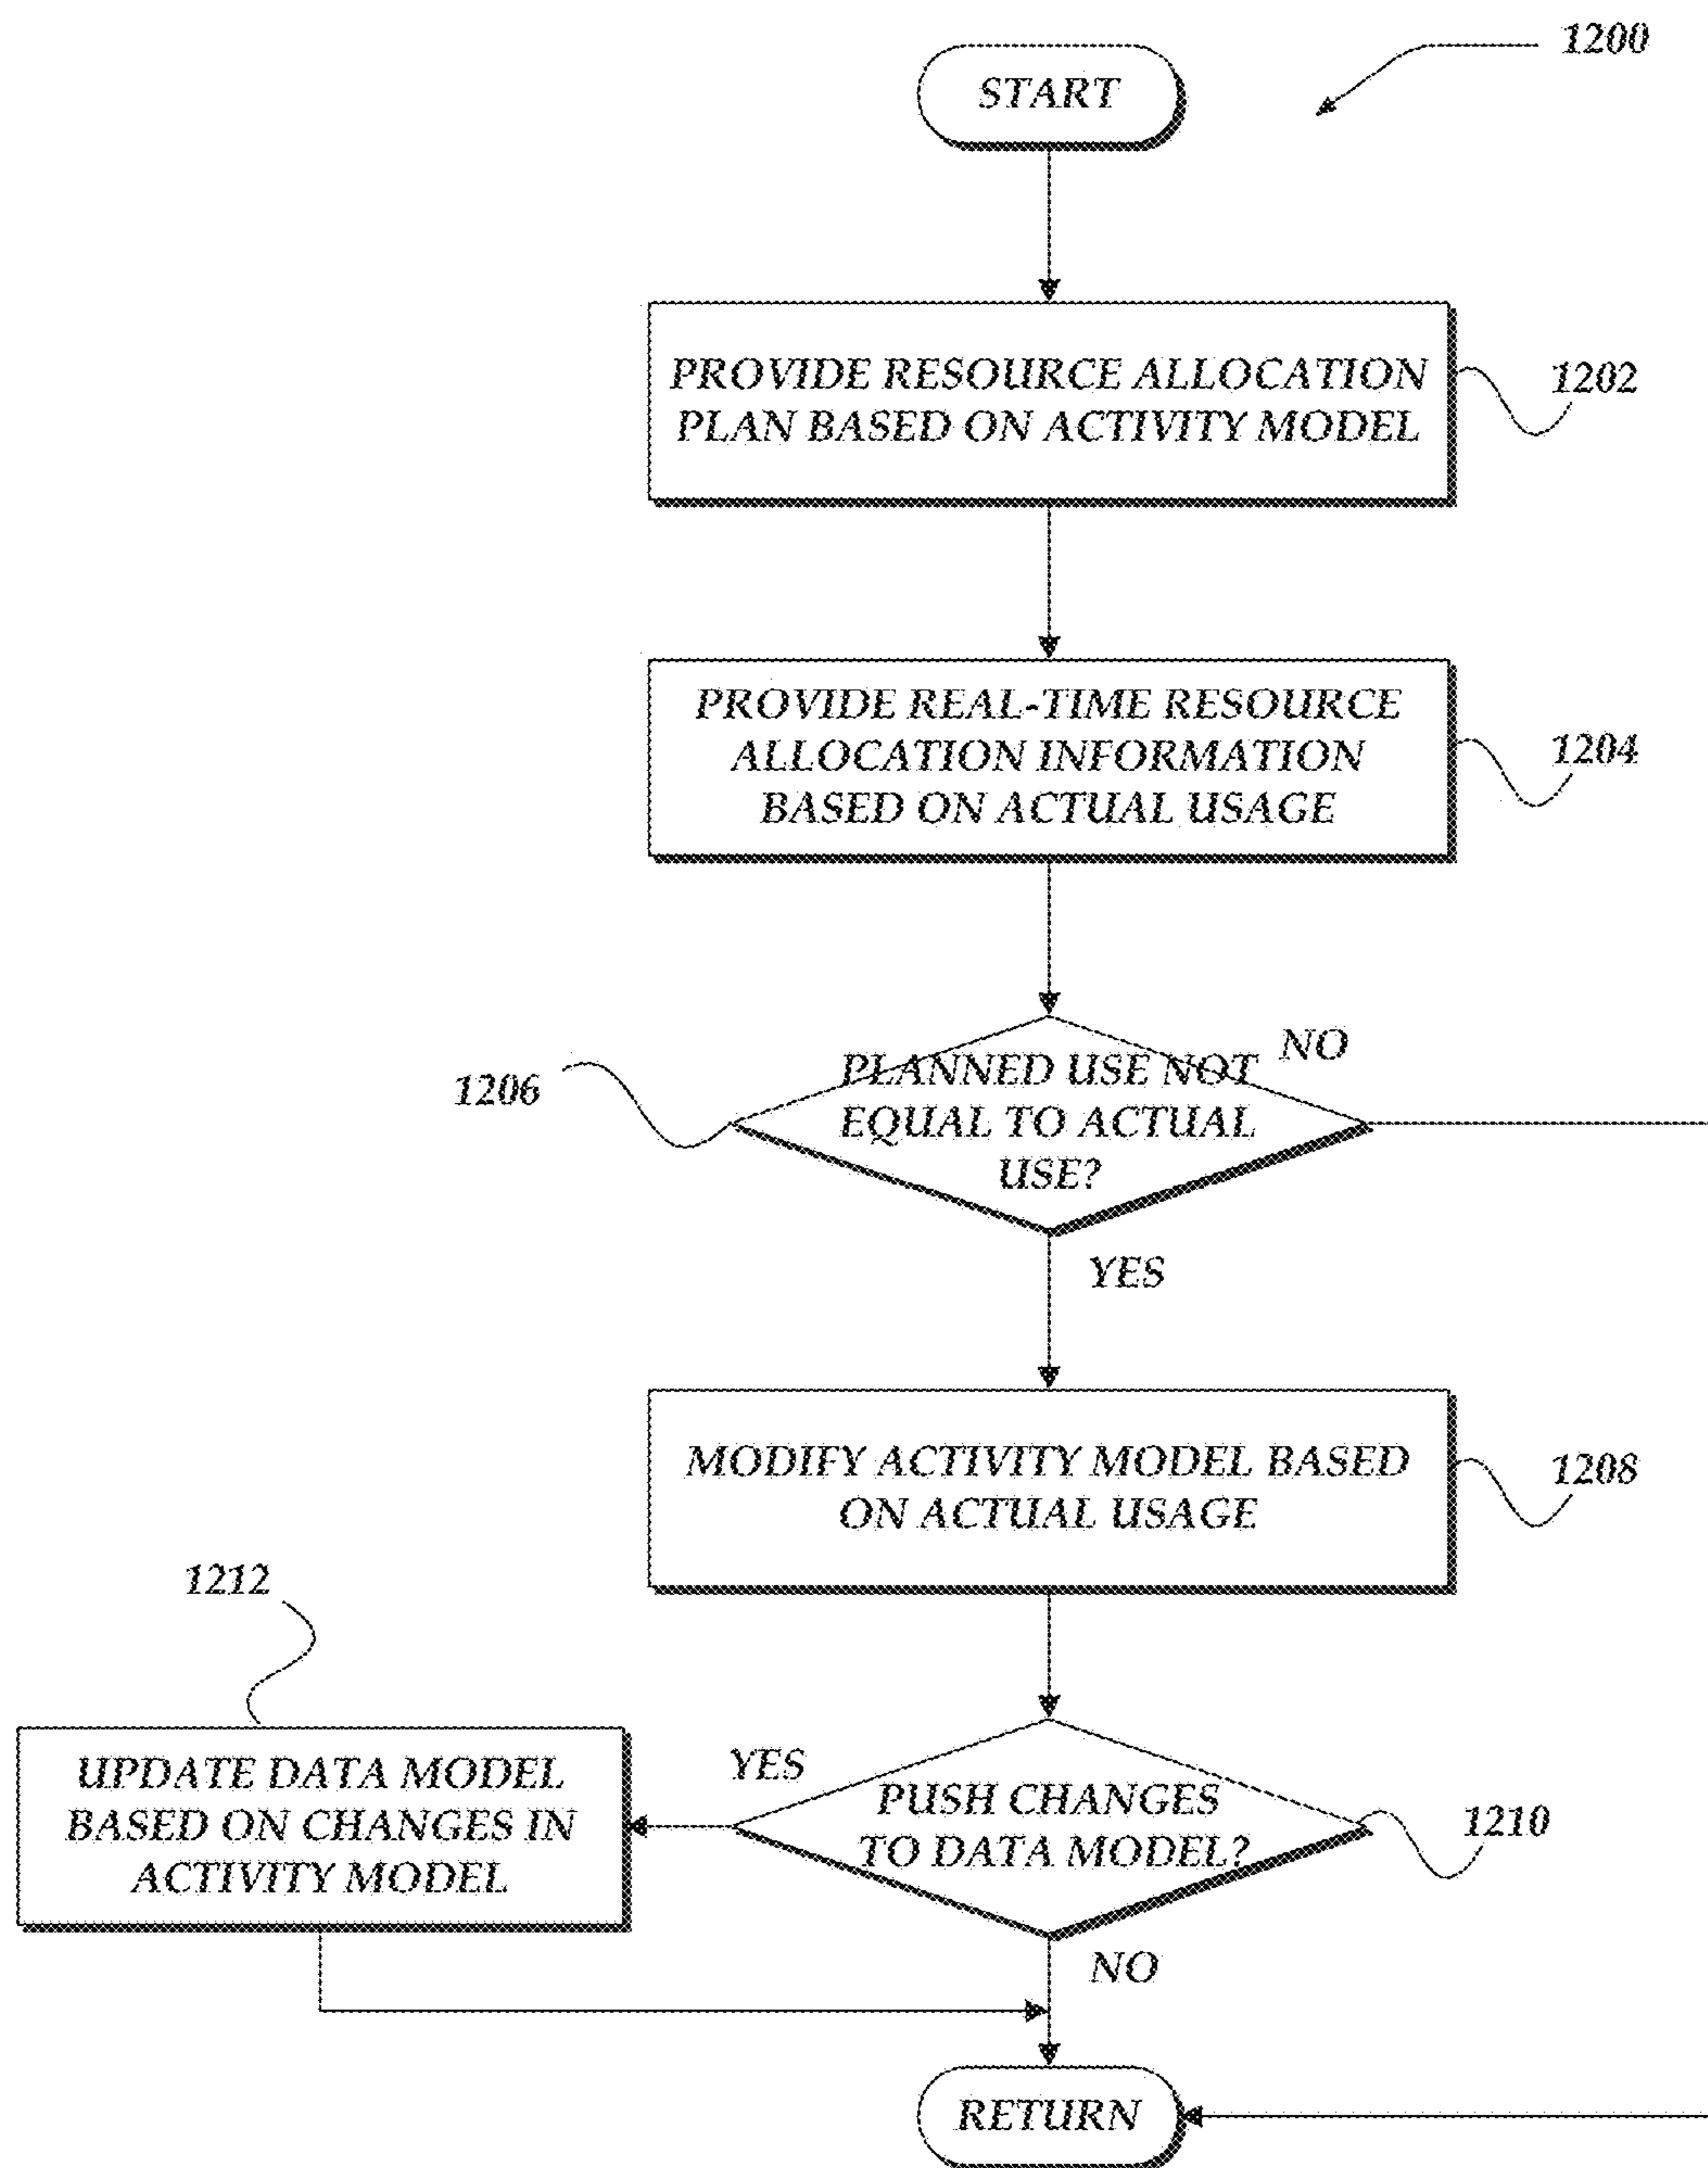 1200
START
PROVIDE RESOURCE ALLOCATION
PLAN BASED ON ACTIVITY MODEL
1202
PROVIDE REAL-TIME RESOURCE
ALLOCATION INFORMATION
BASED ON ACTUAL USAGE
1204
NO
PLANNED USE NOT
EQUAL TO ACTUAL
USE?
1206
YES
MODIFY ACTIVITY MODEL BASED
ON ACTUAL USAGE
1208
1212
UPDATE DATA MODEL
BASED ON CHANGES IN
ACTIVITY MODEL
YES
PUSH CHANGES
TO DATA MODEL?
1210
NO
RETURN